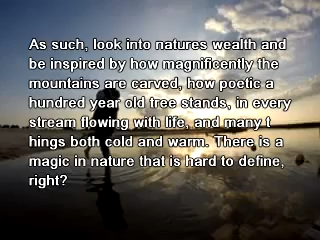 As such, look into natures wealth and
be inspired by how magnificently the
mountains are carved, how poetic a
hundred year old tree stands, in every
stream flowing with life, and many t
hings both cold and warm. There is a
magic in nature that is hard to define,
right?